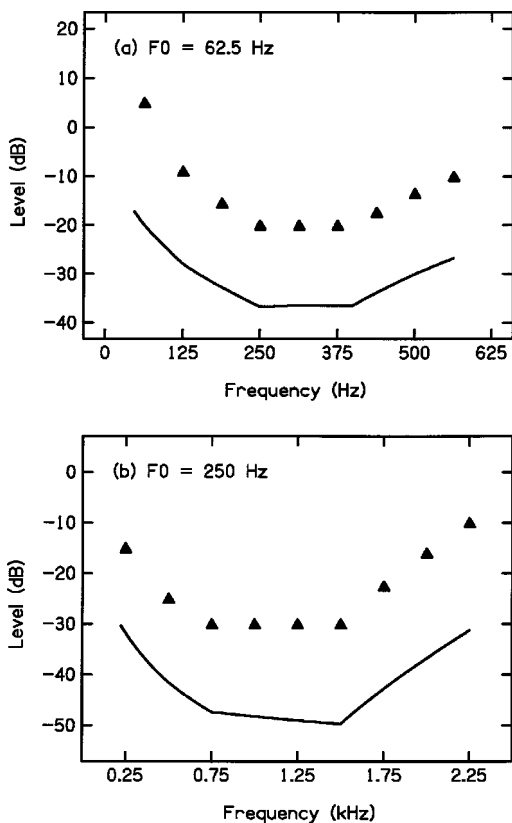 20
(a) F0 = 62.5 Hz
10
0
-10
-20
-30
-40
Level (dB)
0 125 250 375 500 625
Frequency (Hz)
0
(b) F0 = 250 Hz
-10
-20
-30
-40
-50
Level (dB)
0.25 0.75 1.25 1.75 2.25
Frequency (kHz)